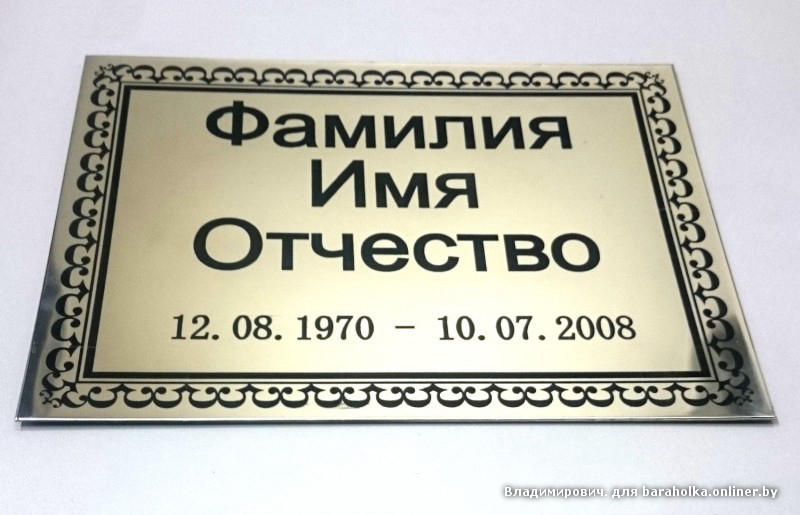 Фамилия
Имя
Отчество
12.08.1970 – 10.07.2008
Владимирович. для baraholka.onliner.by